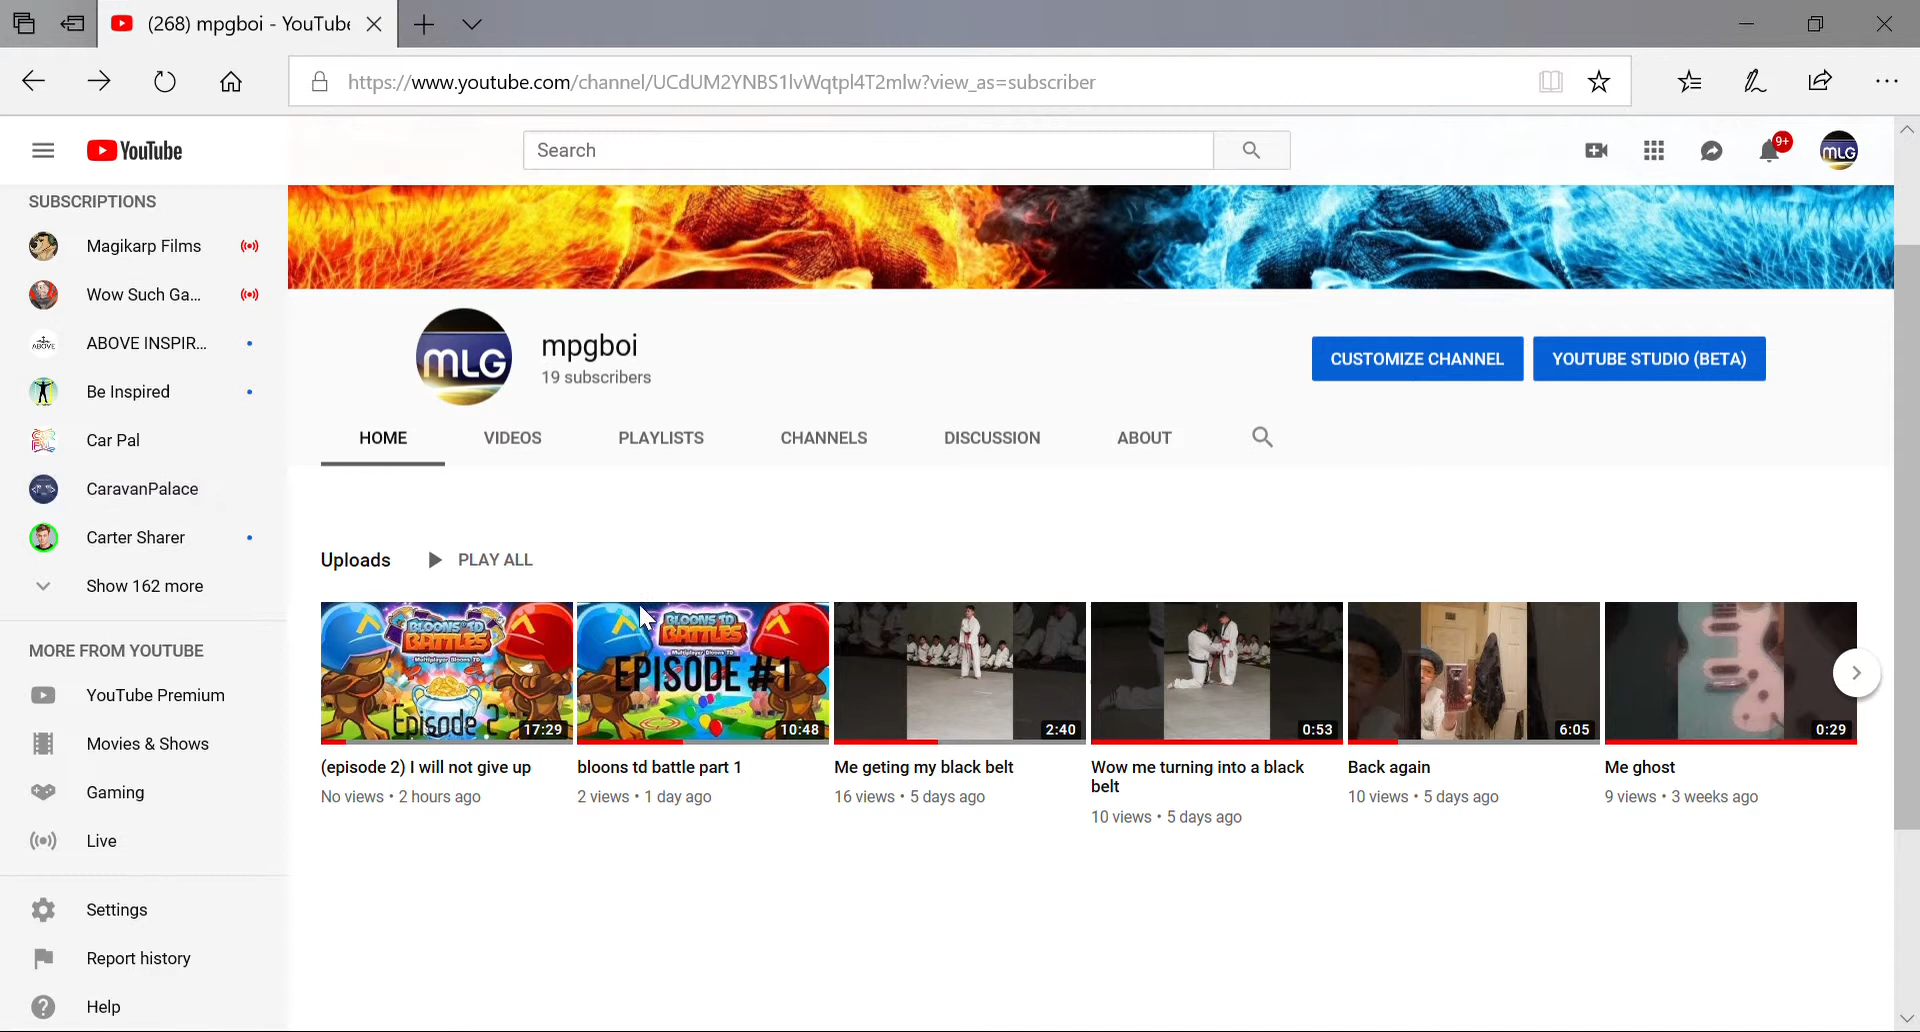 (268) mpgboi - YouTube
https://www.youtube.com/channel/UCdUM2YNBS1lvWqtpl4T2mlw?view_as=subscriber
YouTube
Search
9+
MLG
SUBSCRIPTIONS
Magikarp Films
Wow Such Ga...
ABOVE INSPIR...
Be Inspired
Car Pal
CaravanPalace
Carter Sharer
Show 162 more
MORE FROM YOUTUBE
YouTube Premium
Movies & Shows
Gaming
Live
Settings
Report history
Help
MLG
mpgboi
19 subscribers
CUSTOMIZE CHANNEL
YOUTUBE STUDIO (BETA)
HOME
VIDEOS
PLAYLISTS
CHANNELS
DISCUSSION
ABOUT
Uploads
PLAY ALL
BLOONS TD
BATTLES
Multiplayer Bloons TD
Episode 2
17:29
(episode 2) I will not give up
No views • 2 hours ago
BLOONS TD
BATTLES
Multiplayer Bloons TD
EPISODE #1
10:48
bloons td battle part 1
2 views • 1 day ago
2:40
Me geting my black belt
16 views • 5 days ago
0:53
Wow me turning into a black
belt
10 views • 5 days ago
6:05
Back again
10 views • 5 days ago
0:29
Me ghost
9 views • 3 weeks ago